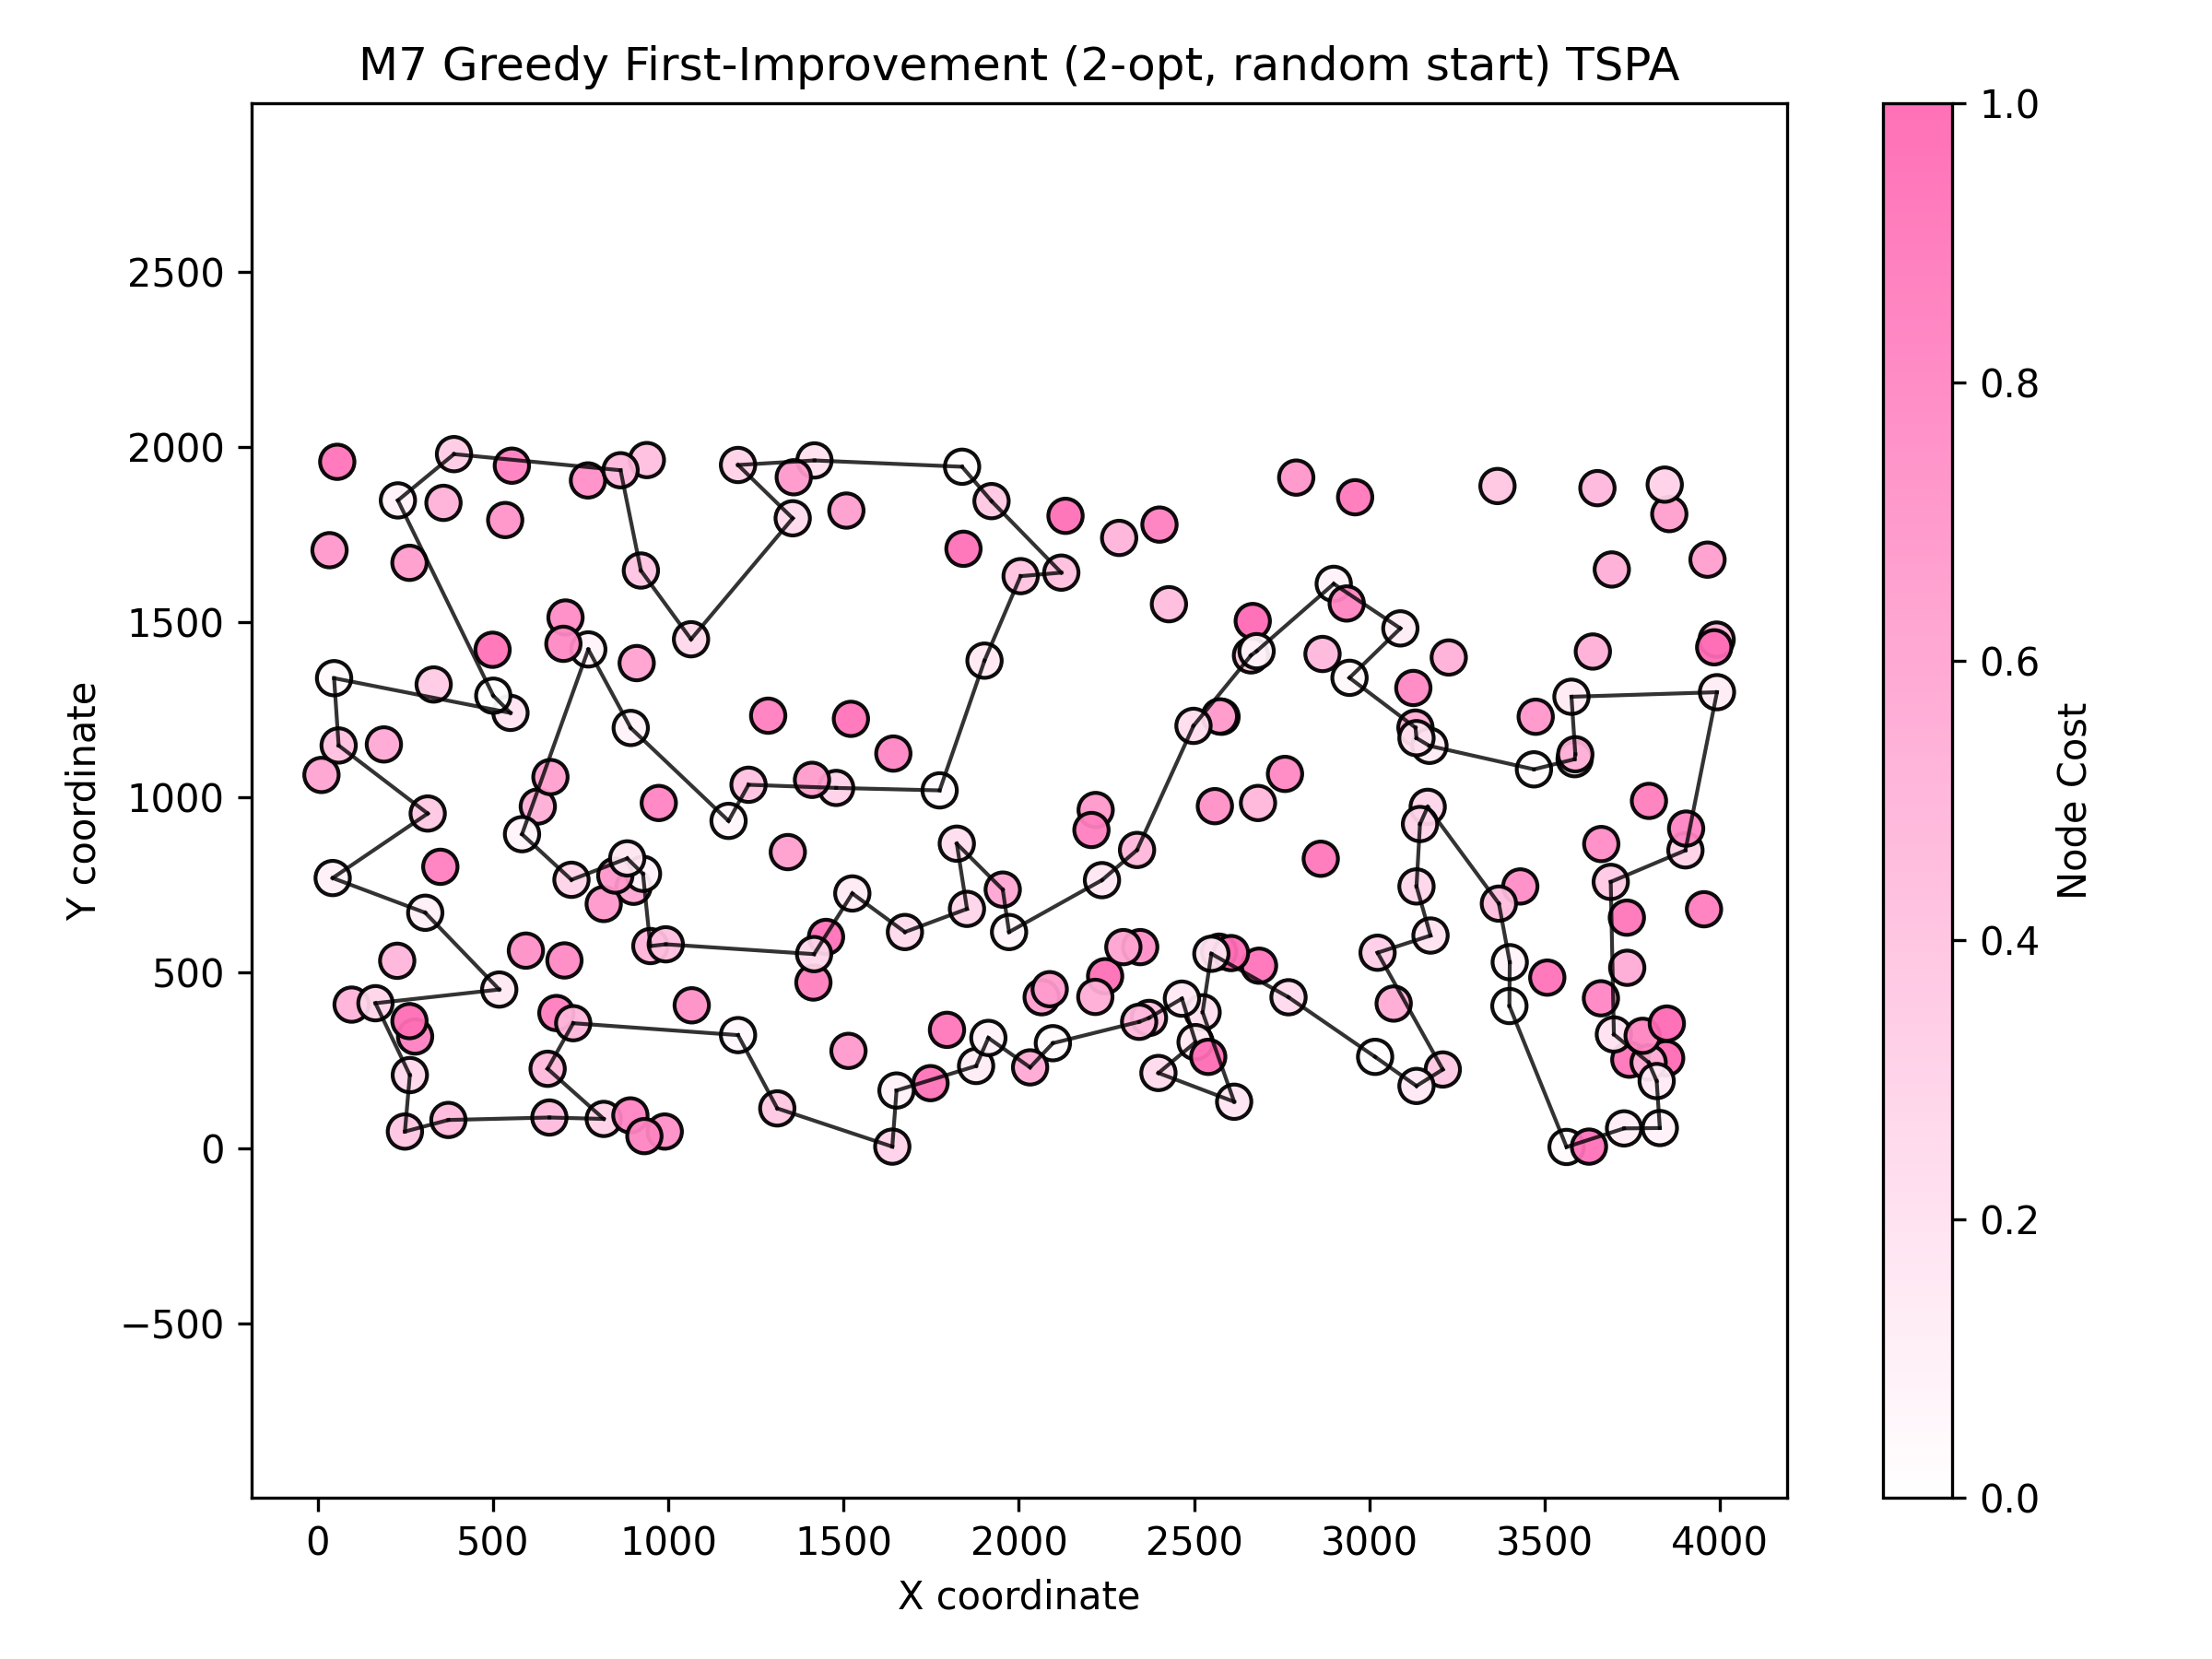 M7 Greedy First-Improvement (2-opt, random start) TSPA
Y coordinate
2500
2000
1500
1000
500
0
−500
0 500 1000 1500 2000 2500 3000 3500 4000
X coordinate
1.0
0.8
0.6
0.4
0.2
0.0
Node Cost